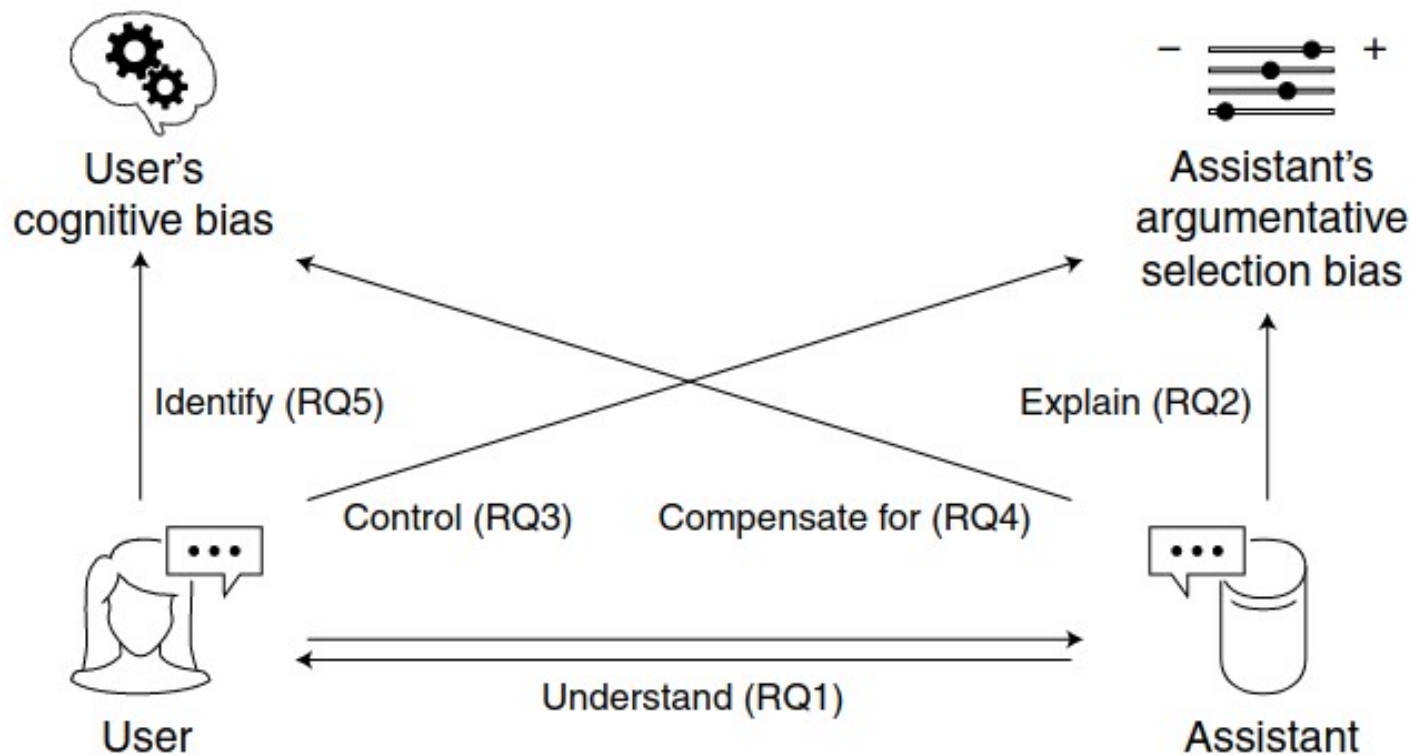 − +
User’s
cognitive bias
Assistant’s
argumentative
selection bias
Identify (RQ5)
Explain (RQ2)
Control (RQ3)
Compensate for (RQ4)
Understand (RQ1)
User
Assistant